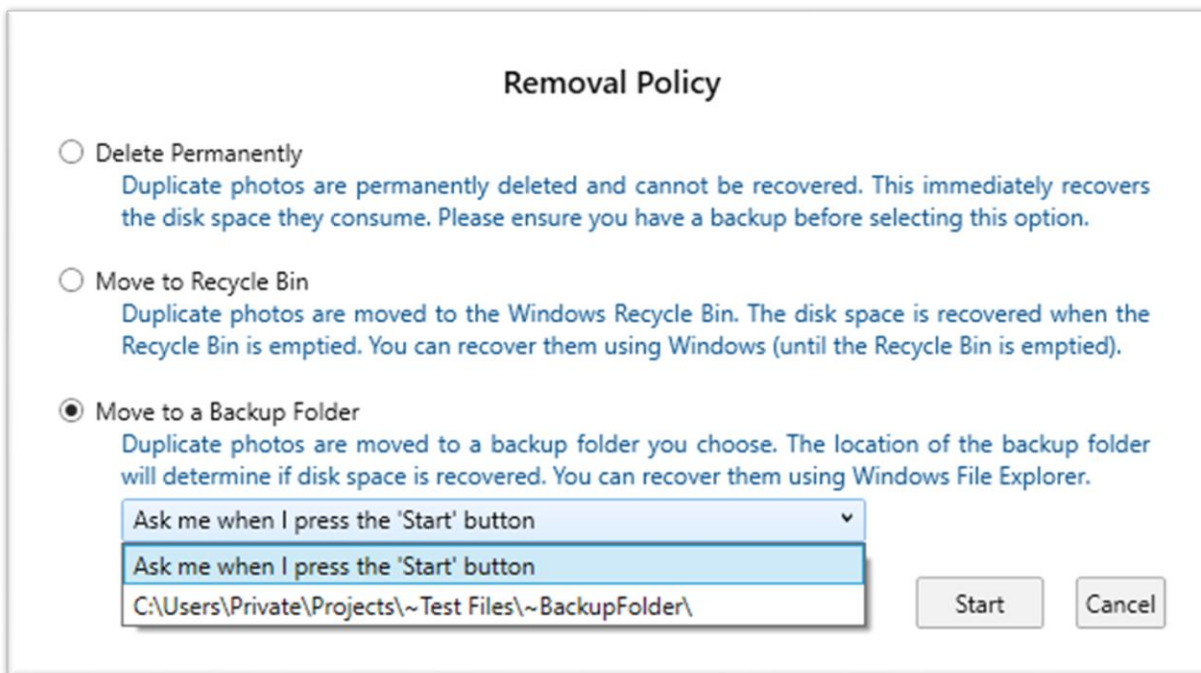 Removal Policy
Delete Permanently
Duplicate photos are permanently deleted and cannot be recovered. This immediately recovers
the disk space they consume. Please ensure you have a backup before selecting this option.
Move to Recycle Bin
Duplicate photos are moved to the Windows Recycle Bin. The disk space is recovered when the
Recycle Bin is emptied. You can recover them using Windows (until the Recycle Bin is emptied).
Move to a Backup Folder
Duplicate photos are moved to a backup folder you choose. The location of the backup folder
will determine if disk space is recovered. You can recover them using Windows File Explorer.
Ask me when I press the 'Start' button
Ask me when I press the 'Start' button
C:\Users\Private\Projects\~Test Files\~BackupFolder\
Start Cancel